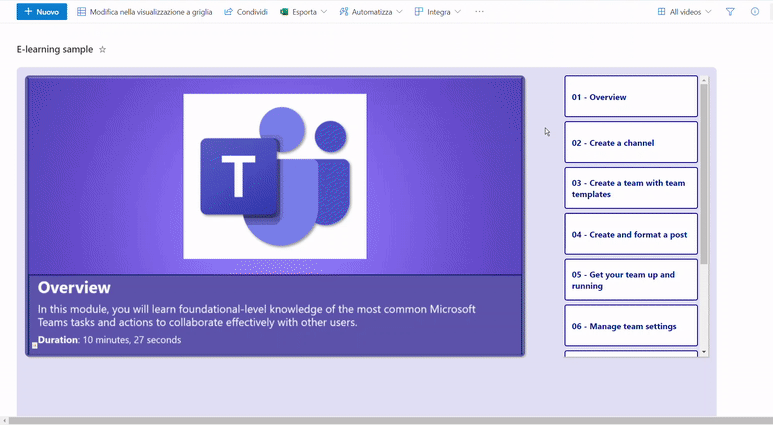 Nuovo
Modifica nella visualizzazione a griglia
Condividi
Esporta
Automatizza
Integra
All videos
E-learning sample
T
Overview
In this module, you will learn foundational-level knowledge of the most common Microsoft
Teams tasks and actions to collaborate effectively with other users.
Duration: 10 minutes, 27 seconds
01 - Overview
02 - Create a channel
03 - Create a team with team
templates
04 - Create and format a post
05 - Get your team up and
running
06 - Manage team settings